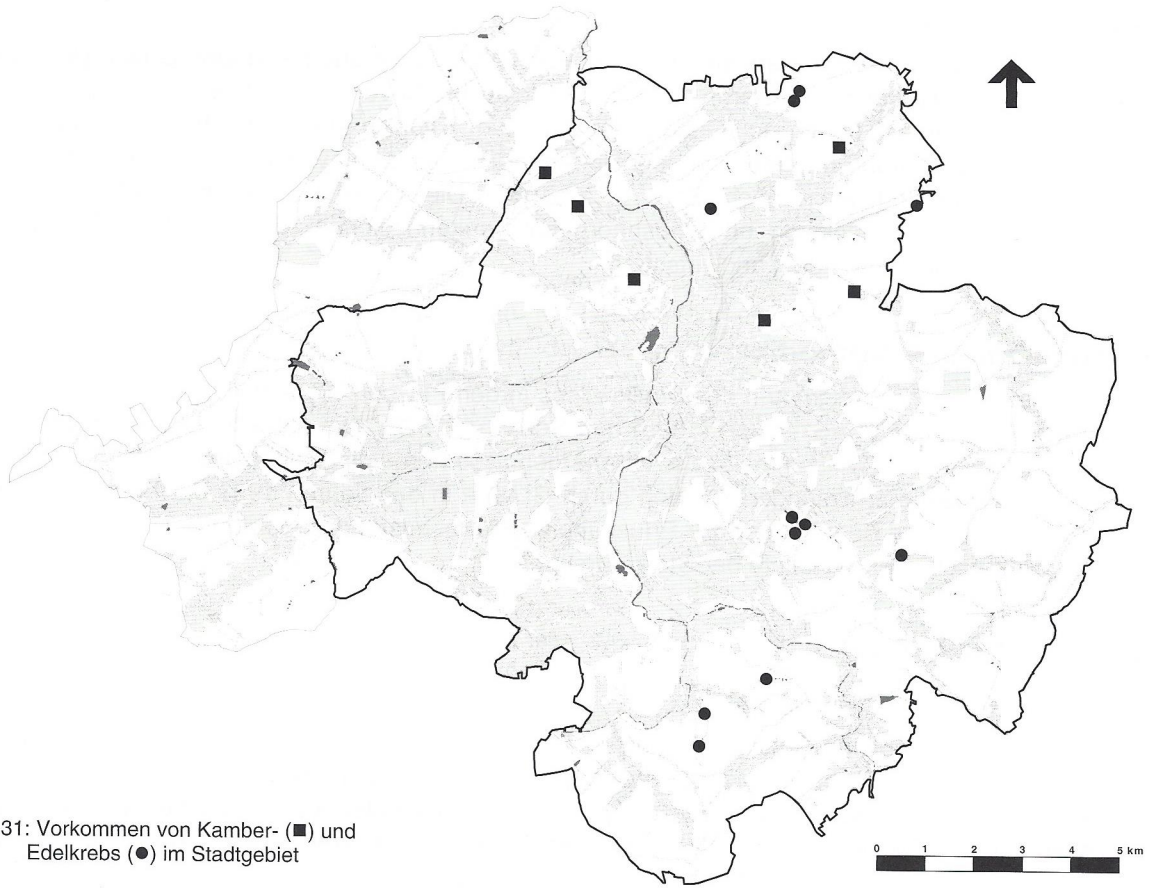 31: Vorkommen von Kamber- (■) und
Edelkrebs (●) im Stadtgebiet
0 1 2 3 4 5 km